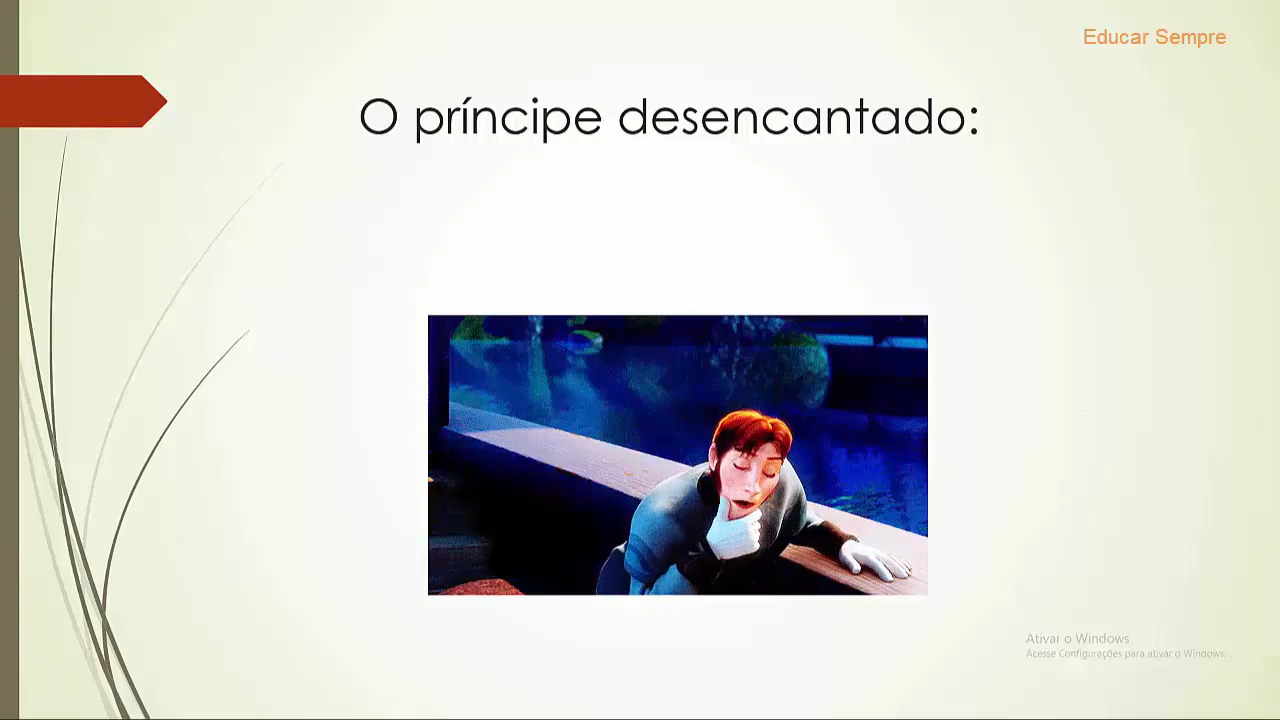 Educar Sempre
O príncipe desencantado:
Ativar o Windows
Acesse Configurações para ativar o Windows.